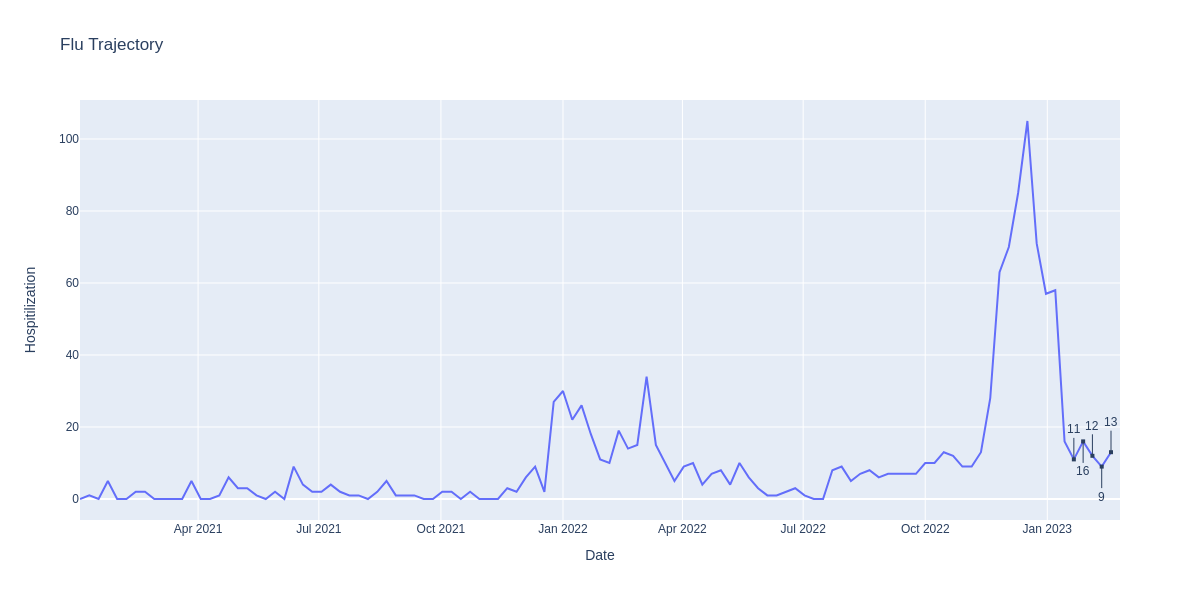 Flu Trajectory
Hospitilization
100
80
60
40
20
0
11
16
12
9
13
Apr 2021
Jul 2021
Oct 2021
Jan 2022
Apr 2022
Jul 2022
Oct 2022
Jan 2023
Date